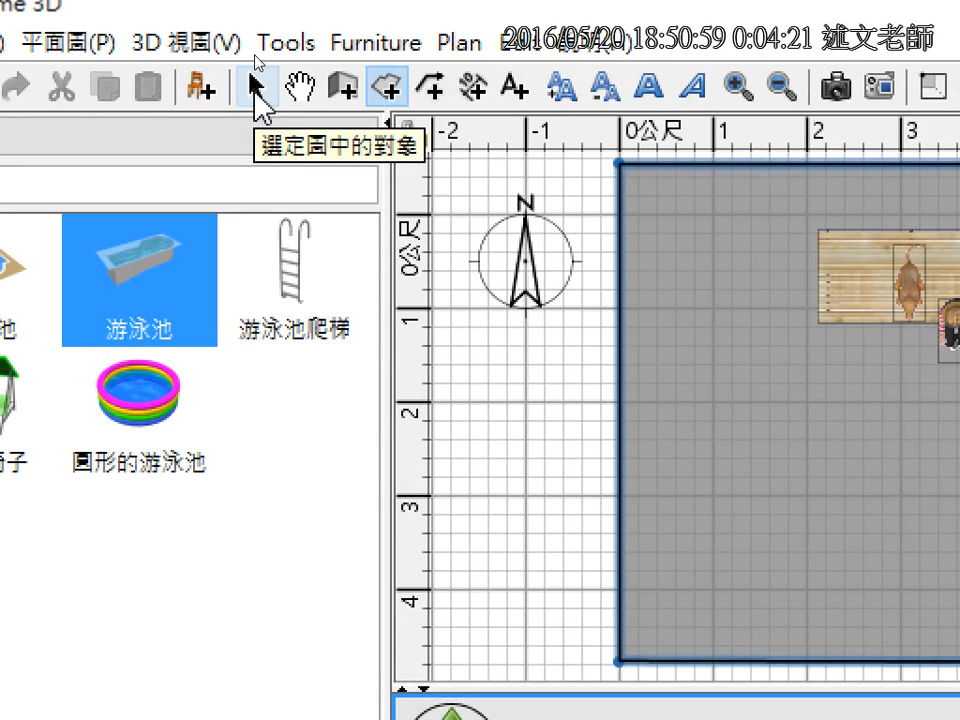 me 3D
) 平面圖(P) 3D 視圖(V) Tools Furniture Plan
2016/05/20 18:50:59 0:04:21 述文老師
選定圖中的對象
-2 -1 0公尺 1 2 3
N
0公尺
1
2
3
4
池 游泳池 游泳池爬梯
子 圓形的游泳池